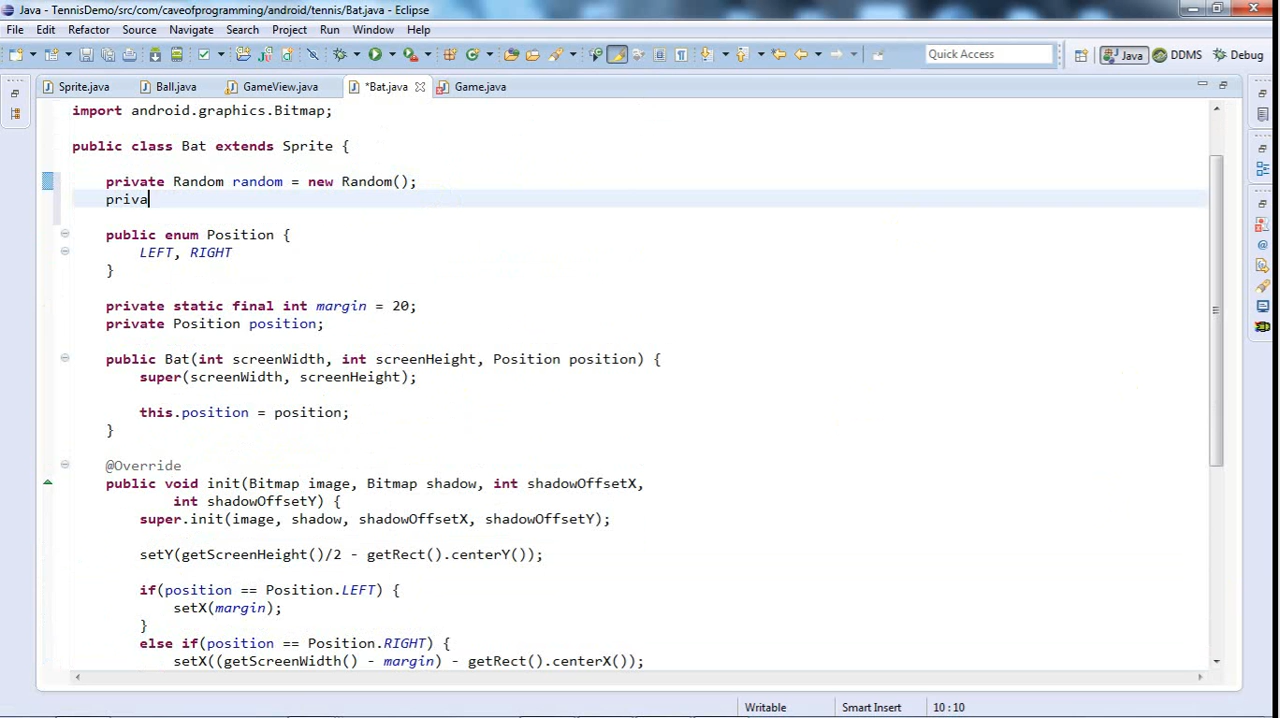 Java - TennisDemo/src/com/caveofprogramming/android/tennis/Bat.java - Eclipse
File Edit Refactor Source Navigate Search Project Run Window Help
Quick Access Java DDMS Debug
Sprite.java Ball.java GameView.java *Bat.java Game.java
import android.graphics.Bitmap;
public class Bat extends Sprite {
private Random random = new Random();
priva
public enum Position {
LEFT, RIGHT
}
private static final int margin = 20;
private Position position;
public Bat(int screenWidth, int screenHeight, Position position) {
super(screenWidth, screenHeight);
this.position = position;
}
@Override
public void init(Bitmap image, Bitmap shadow, int shadowOffsetX,
int shadowOffsetY) {
super.init(image, shadow, shadowOffsetX, shadowOffsetY);
setY(getScreenHeight()/2 - getRect().centerY());
if(position == Position.LEFT) {
setX(margin);
}
else if(position == Position.RIGHT) {
setX((getScreenWidth() - margin) - getRect().centerX());
Writable Smart Insert 10 : 10